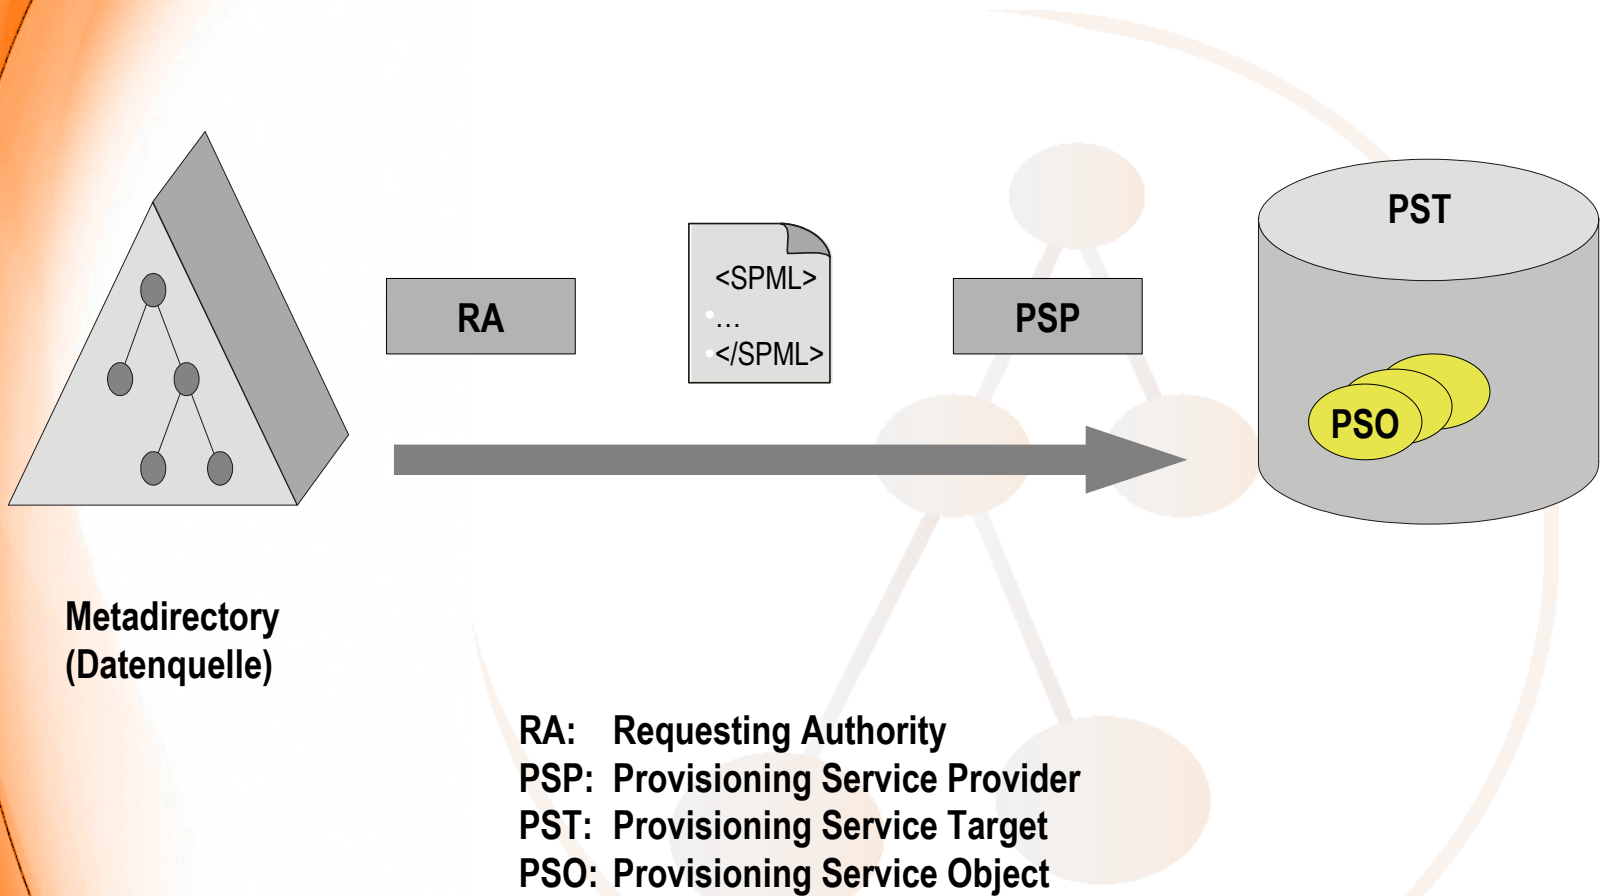 PST
<SPML>
RA
…
PSP
</SPML>
PSO
Metadirectory
(Datenquelle)
RA: Requesting Authority
PSP: Provisioning Service Provider
PST: Provisioning Service Target
PSO: Provisioning Service Object